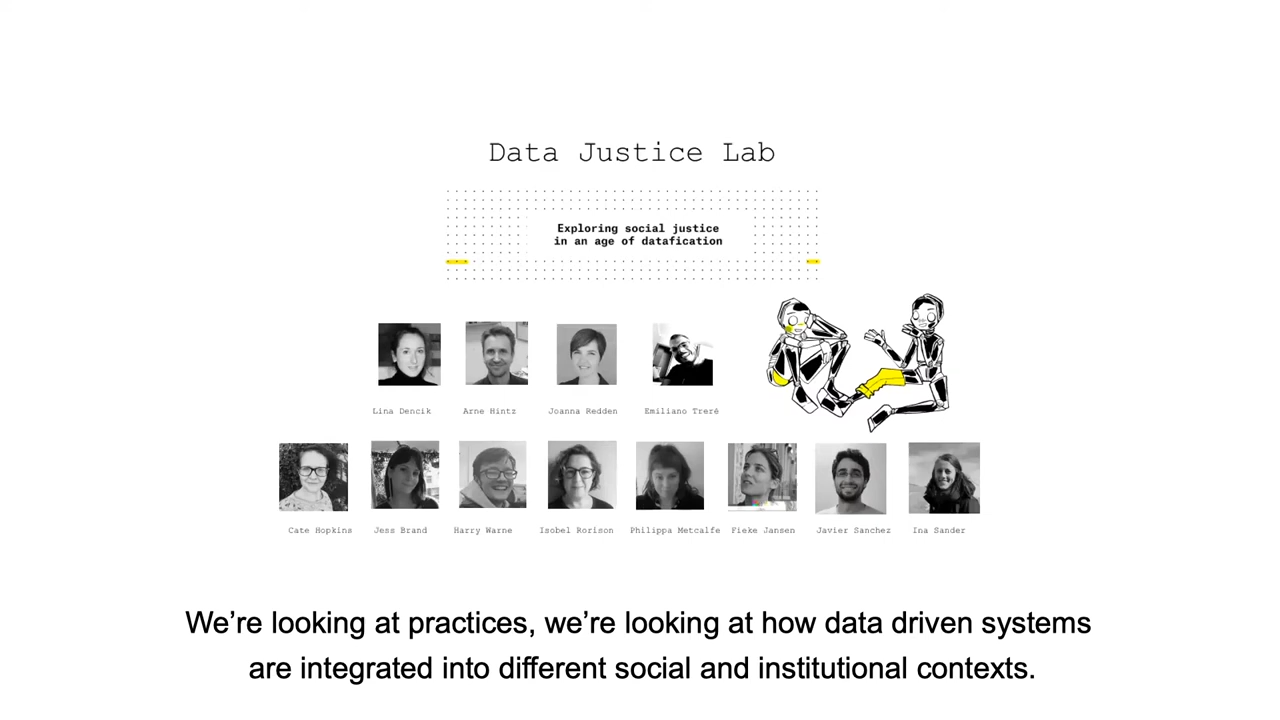 Data Justice Lab
Exploring social justice
in an age of datafication
Lina Dencik Arne Hintz Joanna Redden Emiliano Treré
Cate Hopkins Jess Brand Harry Warne Isobel Rorison Philippa Metcalfe Fieke Jansen Javier Sanchez Ina Sander
We’re looking at practices, we’re looking at how data driven systems
are integrated into different social and institutional contexts.